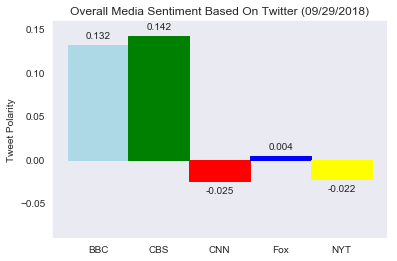 Overall Media Sentiment Based On Twitter (09/29/2018)
0.15
0.10
0.05
0.00
−0.05
Tweet Polarity
0.132
0.142
-0.025
0.004
-0.022
BBC
CBS
CNN
Fox
NYT